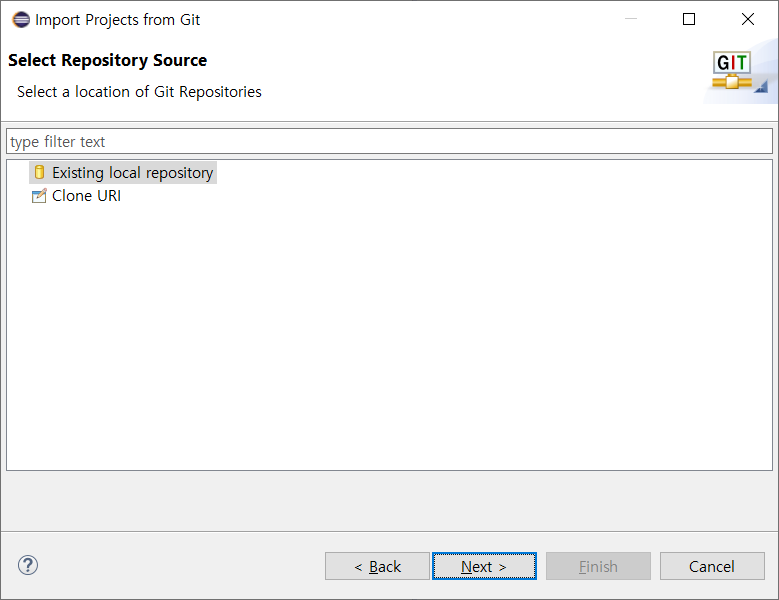 Import Projects from Git
Select Repository Source
Select a location of Git Repositories
GIT
type filter text
Existing local repository
Clone URI
?
< Back
Next >
Finish
Cancel